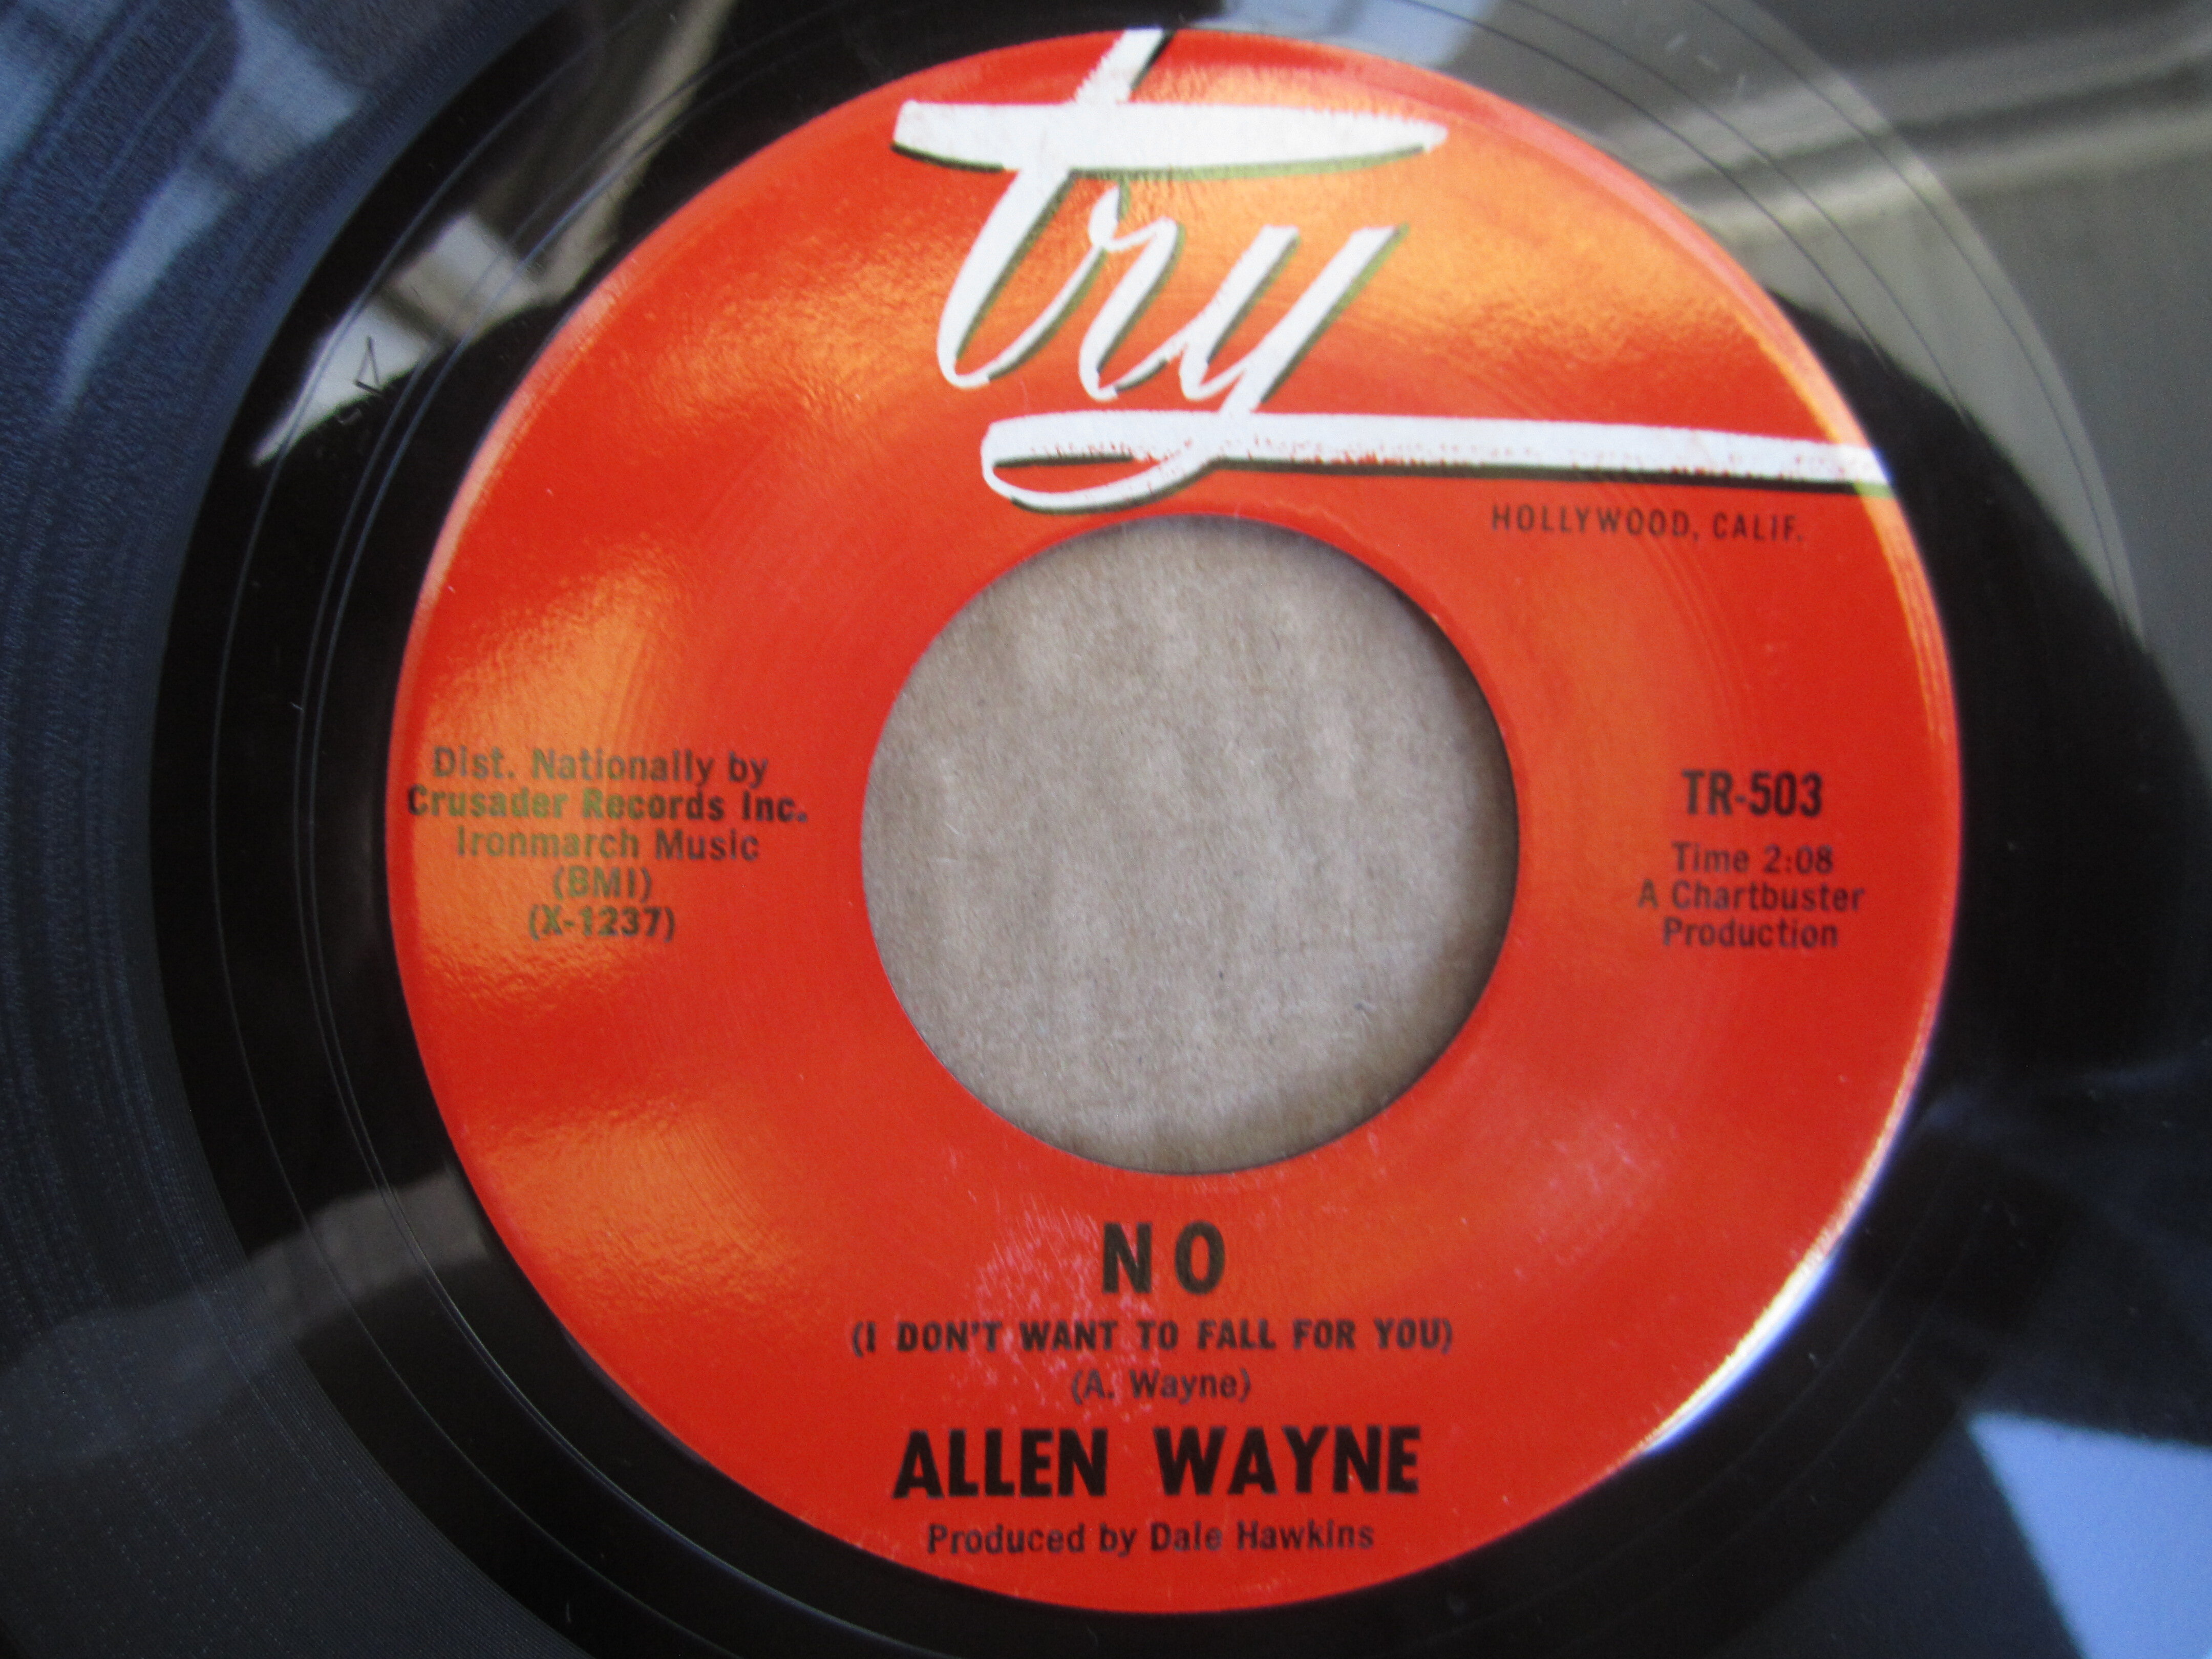 try
HOLLYWOOD, CALIF.
Dist. Nationally by
Crusader Records Inc.
Ironmarch Music
(BMI)
(X-1237)
TR-503
Time 2:08
A Chartbuster
Production
NO
(I DON'T WANT TO FALL FOR YOU)
(A. Wayne)
ALLEN WAYNE
Produced by Dale Hawkins